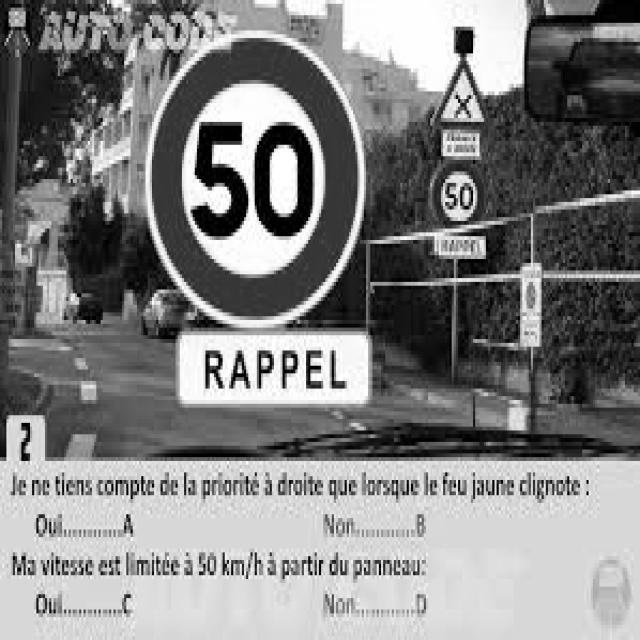 AUTO CODE
50
RAPPEL
50
RAPPEL
2
Je ne tiens compte de la priorité à droite que lorsque le feu jaune clignote :
Oui............A Non............B
Ma vitesse est limitée à 50 km/h à partir du panneau:
Oui............C Non............D